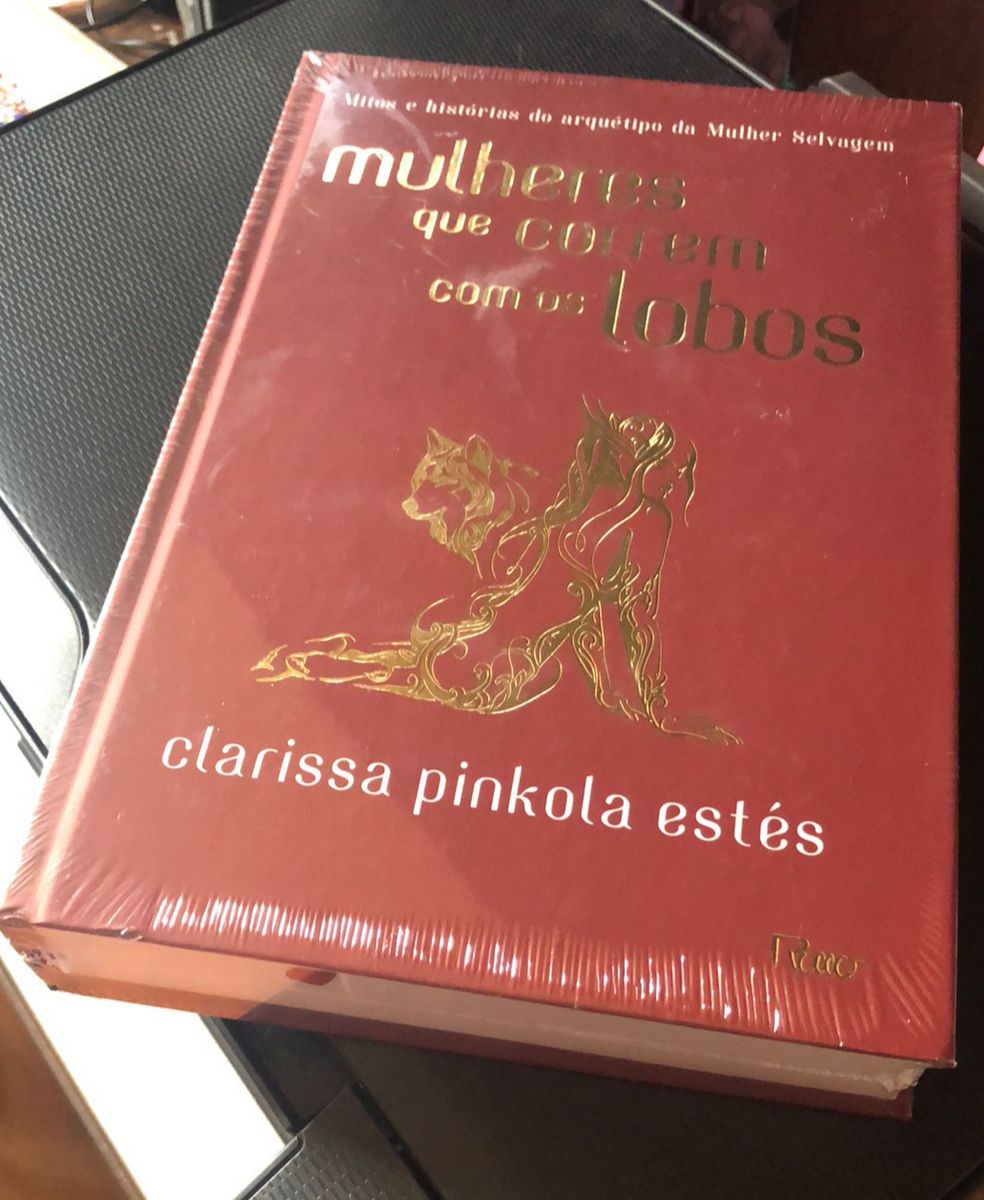 Mitos e histórias do arquétipo da Mulher Selvagem
mulheres
que correm
com os lobos
clarissa pinkola estés
Rocco